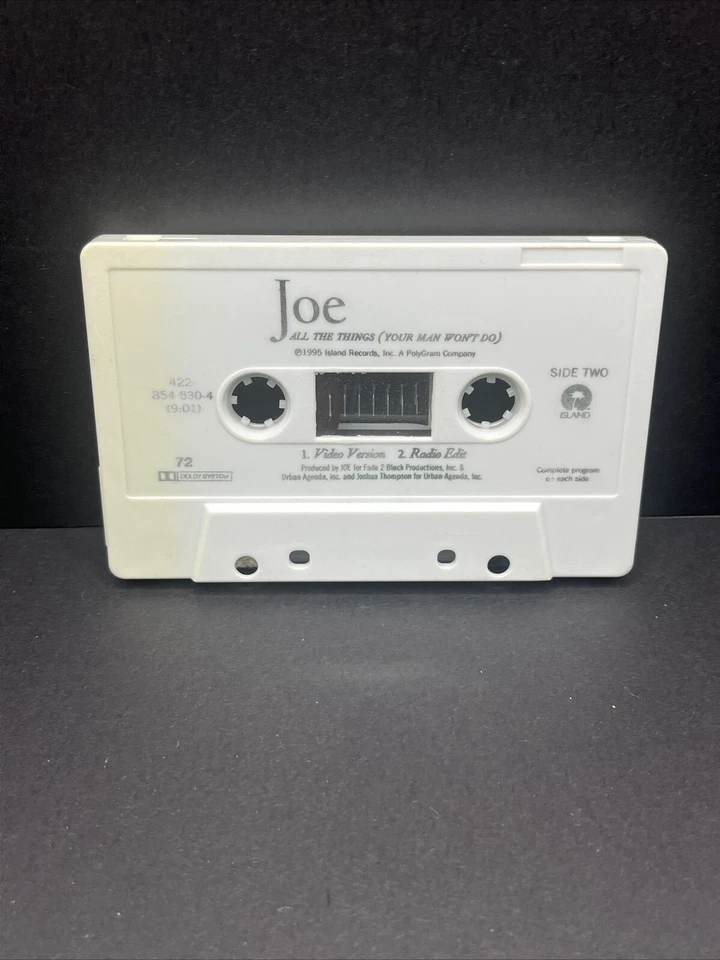 Joe
ALL THE THINGS (YOUR MAN WON'T DO)
℗1995 Island Records, Inc. A PolyGram Company
422-
854 530-4
(9:01)
SIDE TWO
ISLAND
1. Video Version 2. Radio Edit
Produced by JOE for Fade 2 Black Productions, Inc. &
Urban Agenda, Inc. and Joshua Thompson for Urban Agenda, Inc.
72
DOLBY SYSTEM
Complete program
on each side